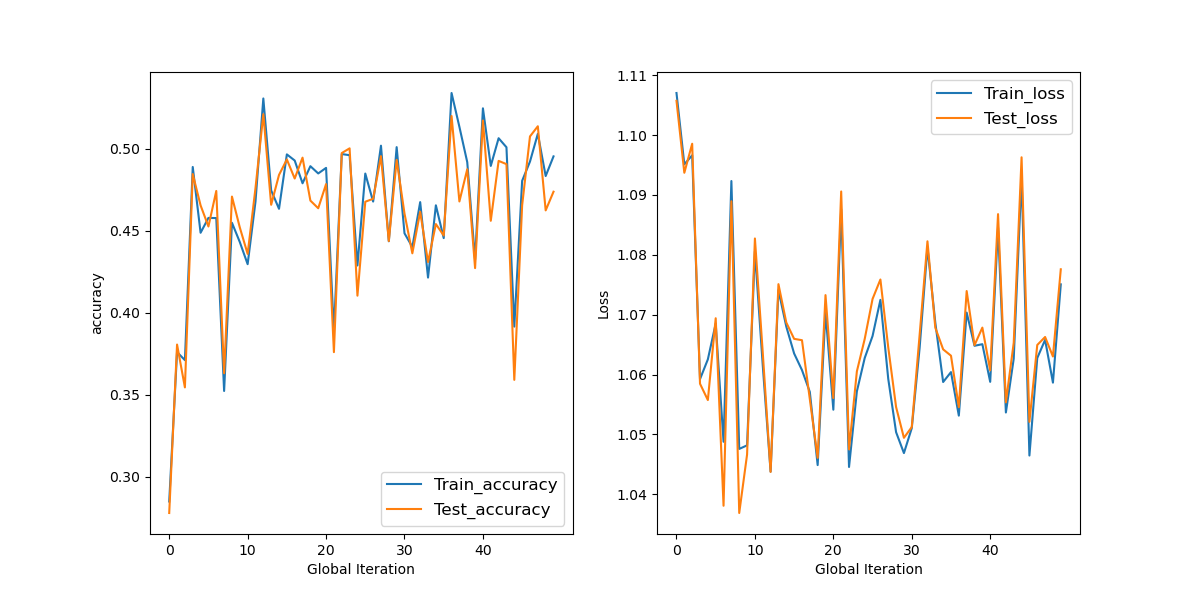 accuracy
0.50
0.45
0.40
0.35
0.30
0 10 20 30 40
Global Iteration
Train_accuracy
Test_accuracy
Loss
1.11
1.10
1.09
1.08
1.07
1.06
1.05
1.04
0 10 20 30 40
Global Iteration
Train_loss
Test_loss